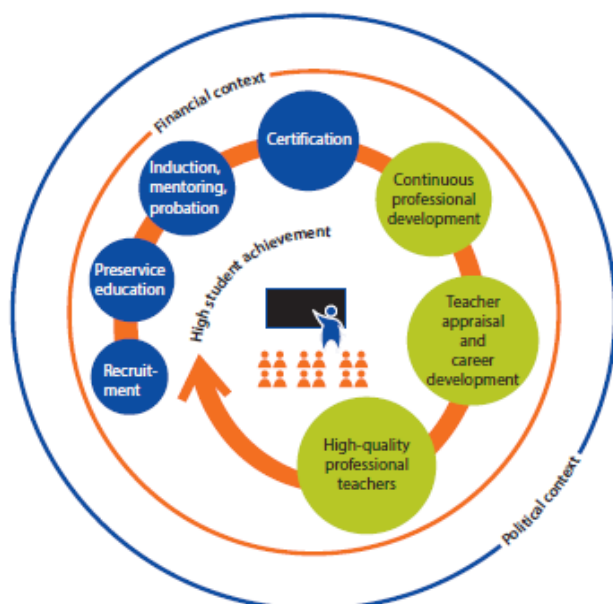 Financial context
Certification
Induction,
mentoring,
probation
Continuous
professional
development
High student achievement
Preservice
education
Teacher
appraisal
and
career
development
Recruit-
ment
High-quality
professional
teachers
Political context